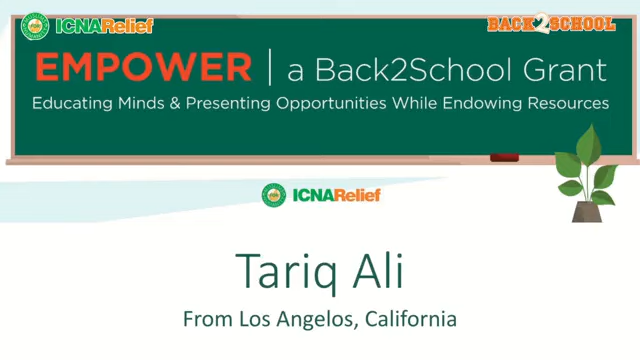 ICNARelief
BACK2SCHOOL
EMPOWER | a Back2School Grant
Educating Minds & Presenting Opportunities While Endowing Resources
ICNARelief
Tariq Ali
From Los Angelos, California